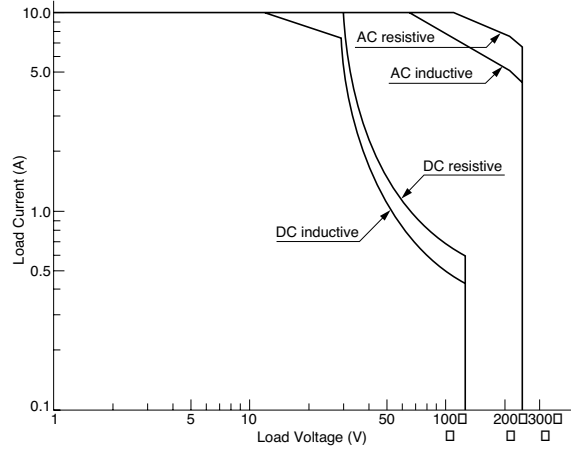 10.0
5.0
1.0
0.5
0.1
Load Current (A)
AC resistive
AC inductive
DC resistive
DC inductive
1 5 10 50 100□ 200□300□
□ □ □
Load Voltage (V)